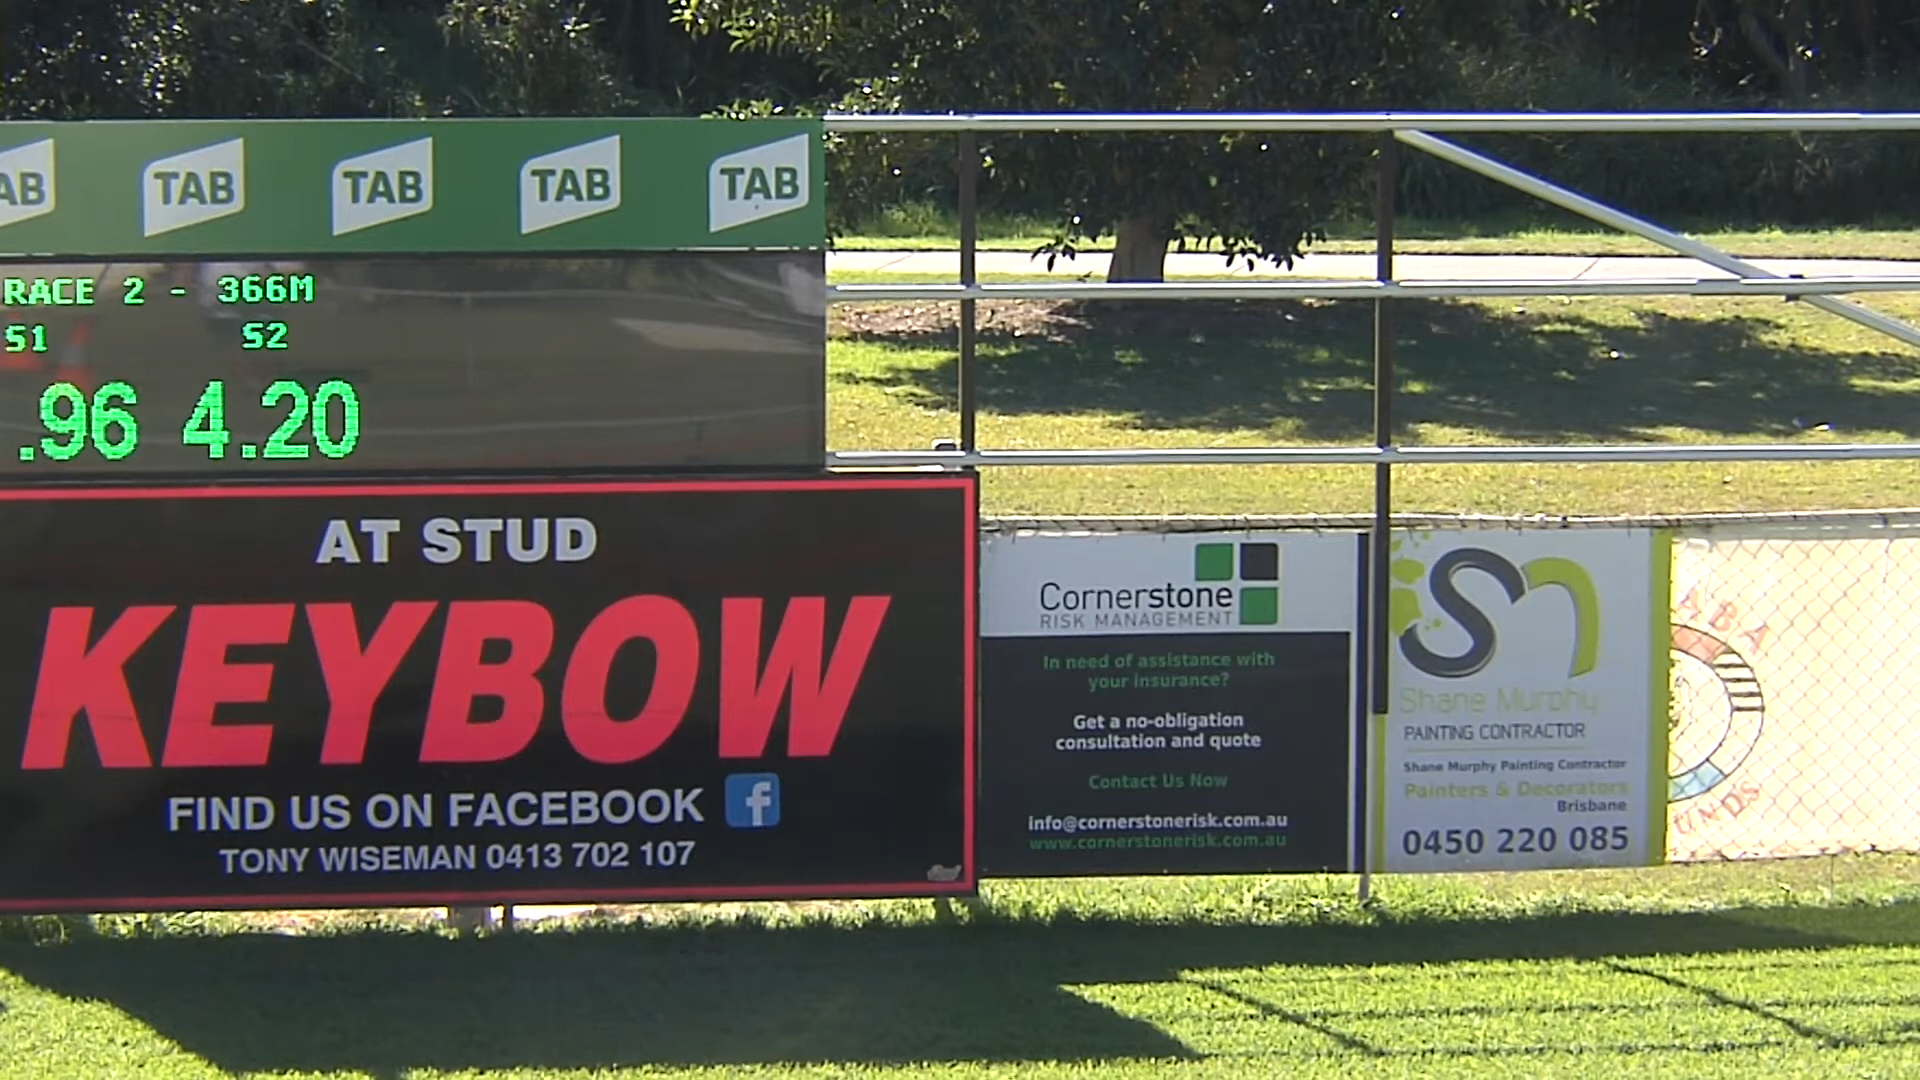 AB TAB TAB TAB TAB
RACE 2 - 366M
S1 S2
.96 4.20
AT STUD
KEYBOW
FIND US ON FACEBOOK f
TONY WISEMAN 0413 702 107
Cornerstone
RISK MANAGEMENT
In need of assistance with
your insurance?
Get a no-obligation
consultation and quote
Contact Us Now
info@cornerstonerisk.com.au
www.cornerstonerisk.com.au
sm
Shane Murphy
PAINTING CONTRACTOR
Shane Murphy Painting Contractor
Painters & Decorators
Brisbane
0450 220 085
ABA
UNDS